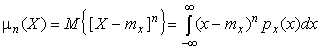 μₙ(X) = M{[X − mₓ]ⁿ} = ∫_{−∞}^{∞} (x − mₓ)ⁿ pₓ(x)dx